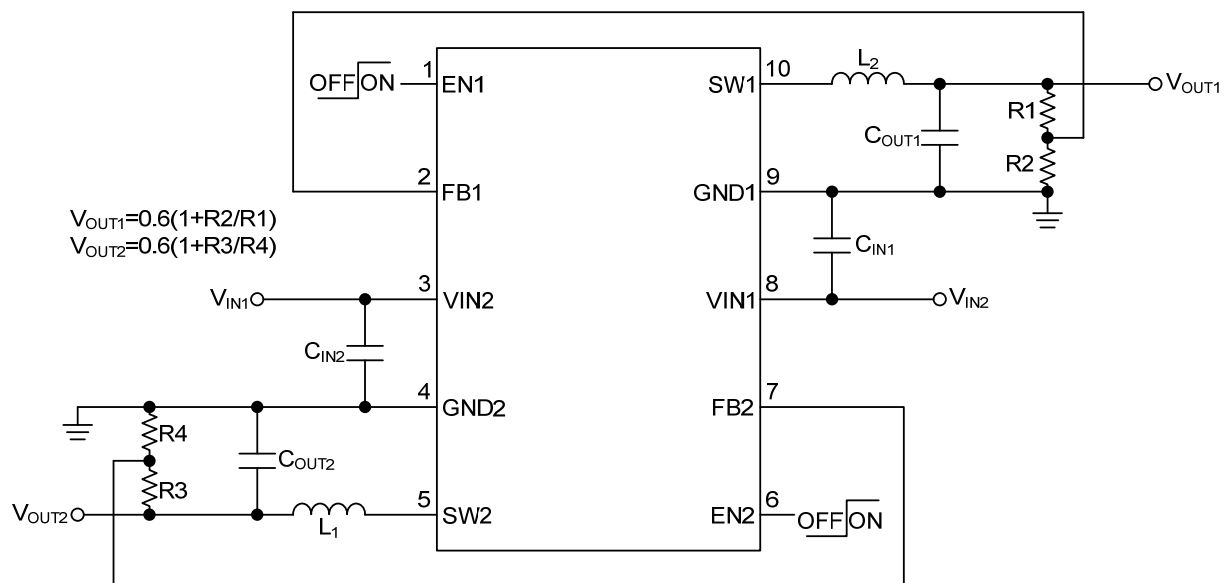 OFF ON
1
EN1
SW1
10
L2
VOUT1
R1
COUT1
R2
2
FB1
GND1
9
VOUT1=0.6(1+R2/R1)
VOUT2=0.6(1+R3/R4)
CIN1
VIN1
3
VIN2
VIN1
8
VIN2
CIN2
4
GND2
FB2
7
R4
COUT2
R3
VOUT2
L1
5
SW2
EN2
6
OFF ON